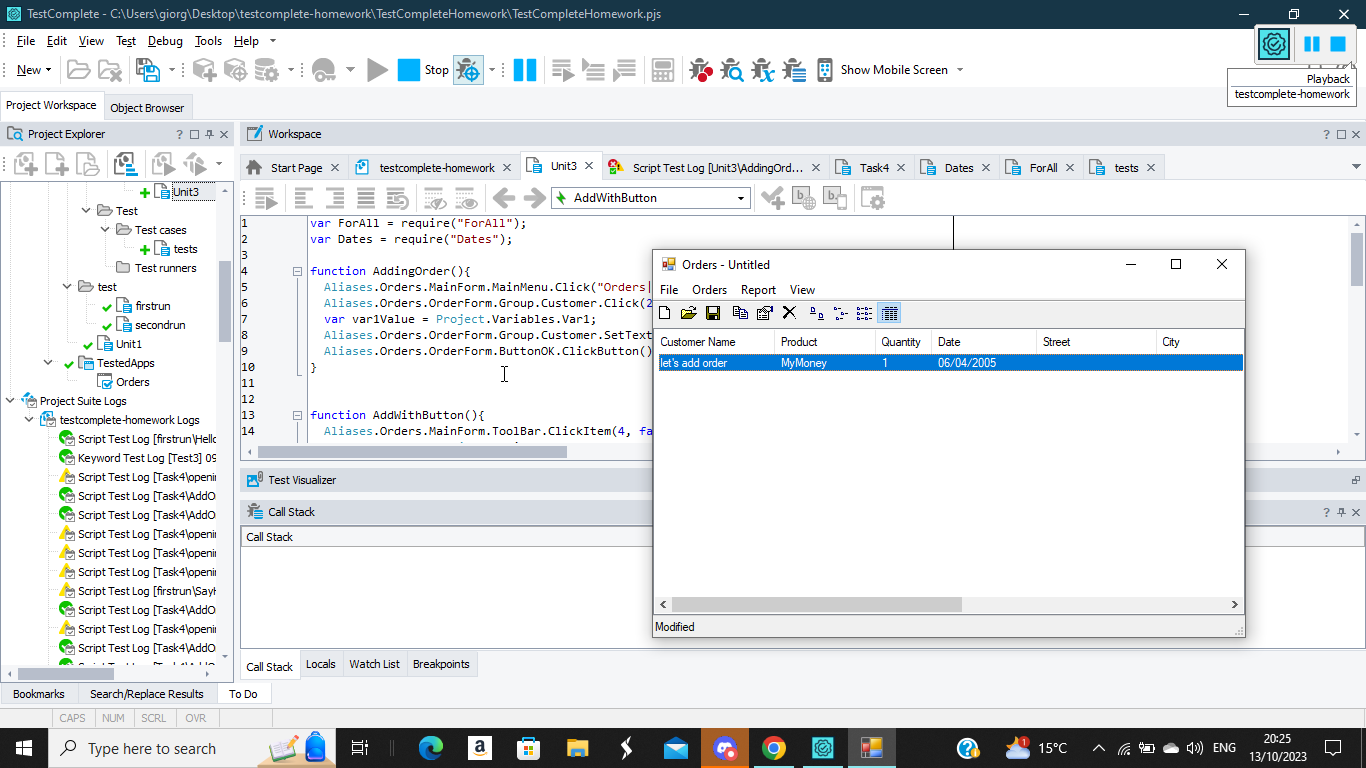 TestComplete - C:\Users\giorg\Desktop\testcomplete-homework\TestCompleteHomework\TestCompleteHomework.pjs
File Edit View Test Debug Tools Help
New Stop Show Mobile Screen
Playback
testcomplete-homework
Project Workspace Object Browser
Project Explorer
Workspace
Start Page testcomplete-homework Unit3 Script Test Log [Unit3\AddingOrd... Task4 Dates ForAll tests
AddWithButton
Unit3
Test
Test cases
tests
Test runners
test
firstrun
secondrun
Unit1
TestedApps
Orders
Project Suite Logs
testcomplete-homework Logs
Script Test Log [firstrun\Hello
Keyword Test Log [Test3] 09
Script Test Log [Task4\openin
Script Test Log [Task4\AddO
Script Test Log [Task4\AddO
Script Test Log [Task4\openin
Script Test Log [Task4\openin
Script Test Log [Task4\openin
Script Test Log [firstrun\SayH
Script Test Log [Task4\AddO
Script Test Log [Task4\openin
Script Test Log [Task4\AddO
1 var ForAll = require("ForAll");
2 var Dates = require("Dates");
3
4 function AddingOrder(){
5 Aliases.Orders.MainForm.MainMenu.Click("Orders|
6 Aliases.Orders.OrderForm.Group.Customer.Click(2
7 var var1Value = Project.Variables.Var1;
8 Aliases.Orders.OrderForm.Group.Customer.SetText
9 Aliases.Orders.OrderForm.ButtonOK.ClickButton()
10 }
11
12
13 function AddWithButton(){
14 Aliases.Orders.MainForm.ToolBar.ClickItem(4, fa
Orders - Untitled
File Orders Report View
Customer Name Product Quantity Date Street City
let's add order MyMoney 1 06/04/2005
Modified
Test Visualizer
Call Stack
Call Stack
Call Stack Locals Watch List Breakpoints
Bookmarks Search/Replace Results To Do
CAPS NUM SCRL OVR
Type here to search
15°C
ENG
20:25
13/10/2023